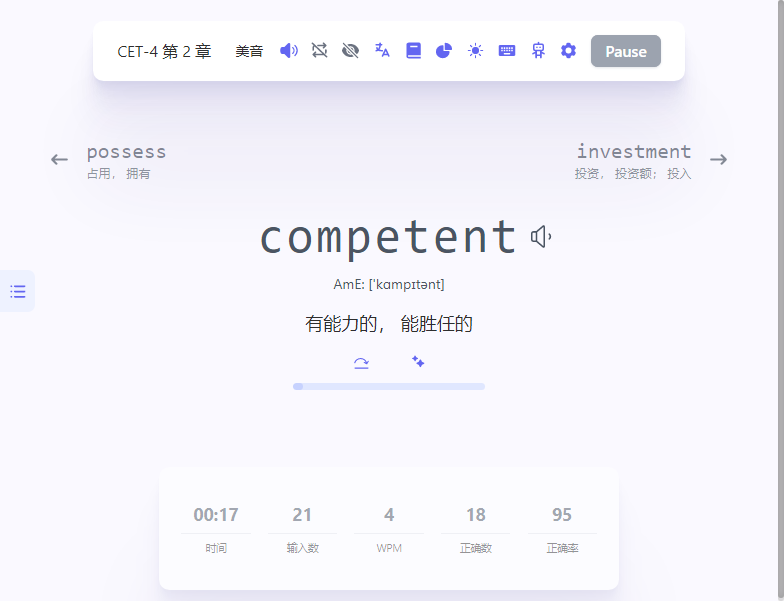 CET-4 第 2 章 美音 Pause
possess
占用， 拥有
investment
投资， 投资额； 投入
competent
AmE: ['kɑmpɪtənt]
有能力的， 能胜任的
00:17 21 4 18 95
时间 输入数 WPM 正确数 正确率